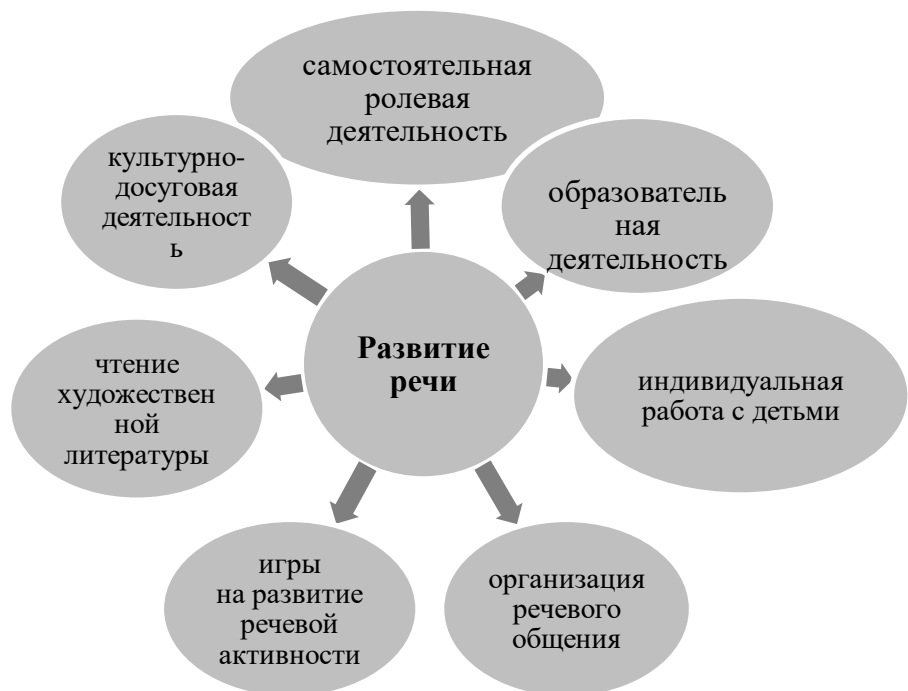 самостоятельная
ролевая
деятельность
культурно-
досуговая
деятельност
ь
образователь
ная
деятельность
Развитие
речи
чтение
художествен
ной
литературы
индивидуальная
работа с детьми
игры
на развитие
речевой
активности
организация
речевого
общения